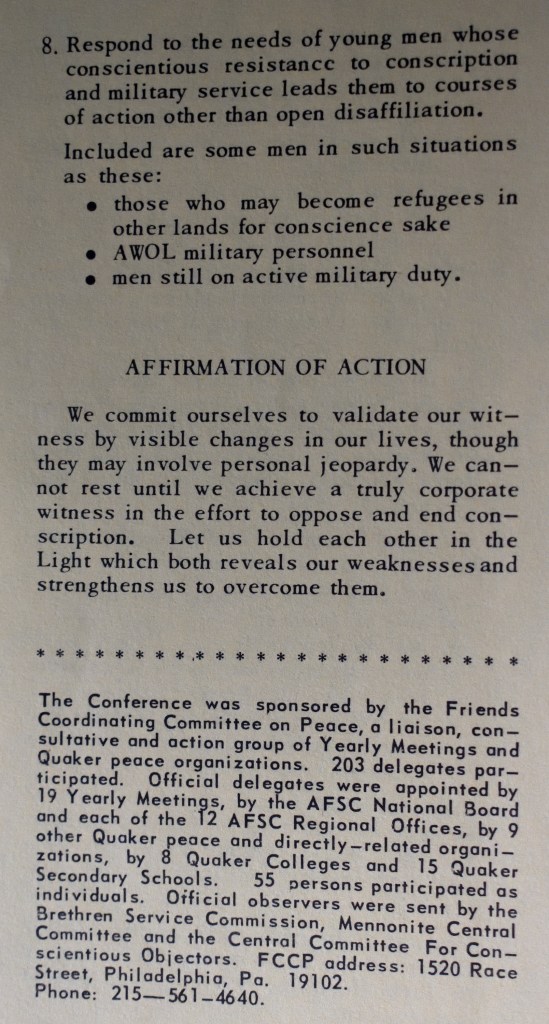 8. Respond to the needs of young men whose
conscientious resistance to conscription
and military service leads them to courses
of action other than open disaffiliation.
Included are some men in such situations
as these:
• those who may become refugees in
other lands for conscience sake
• AWOL military personnel
• men still on active military duty.
AFFIRMATION OF ACTION
We commit ourselves to validate our wit—
ness by visible changes in our lives, though
they may involve personal jeopardy. We can—
not rest until we achieve a truly corporate
witness in the effort to oppose and end con—
scription. Let us hold each other in the
Light which both reveals our weaknesses and
strengthens us to overcome them.
* * * * * * * * * * * * * * * * * * * * * * * * *
The Conference was sponsored by the Friends
Coordinating Committee on Peace, a liaison, con—
sultative and action group of Yearly Meetings and
Quaker peace organizations. 203 delegates par—
ticipated. Official delegates were appointed by
19 Yearly Meetings, by the AFSC National Board
and each of the 12 AFSC Regional Offices, by 9
other Quaker peace and directly—related organi—
zations, by 8 Quaker Colleges and 15 Quaker
Secondary Schools. 55 persons participated as
individuals. Official observers were sent by the
Brethren Service Commission, Mennonite Central
Committee and the Central Committee For Con—
scientious Objectors. FCCP address: 1520 Race
Street, Philadelphia, Pa. 19102.
Phone: 215—561—4640.